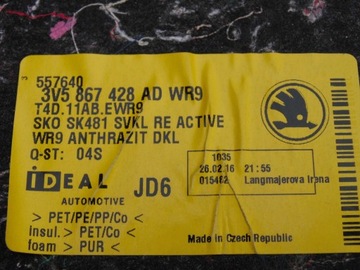 557640
3V5 867 428 AD WR9
T4D.11AB.EWR9
SKO SK481 SVKL RE ACTIVE
WR9 ANTHRAZIT DKL
Q-ST: 04S
1035
26.02.16 21:55
015482 Langmajerova Irena
iDEAL
AUTOMOTIVE
JD6
> PET/PE/PP/Co <
Insul.> PET/Co <
foam > PUR <
Made in Czech Republic